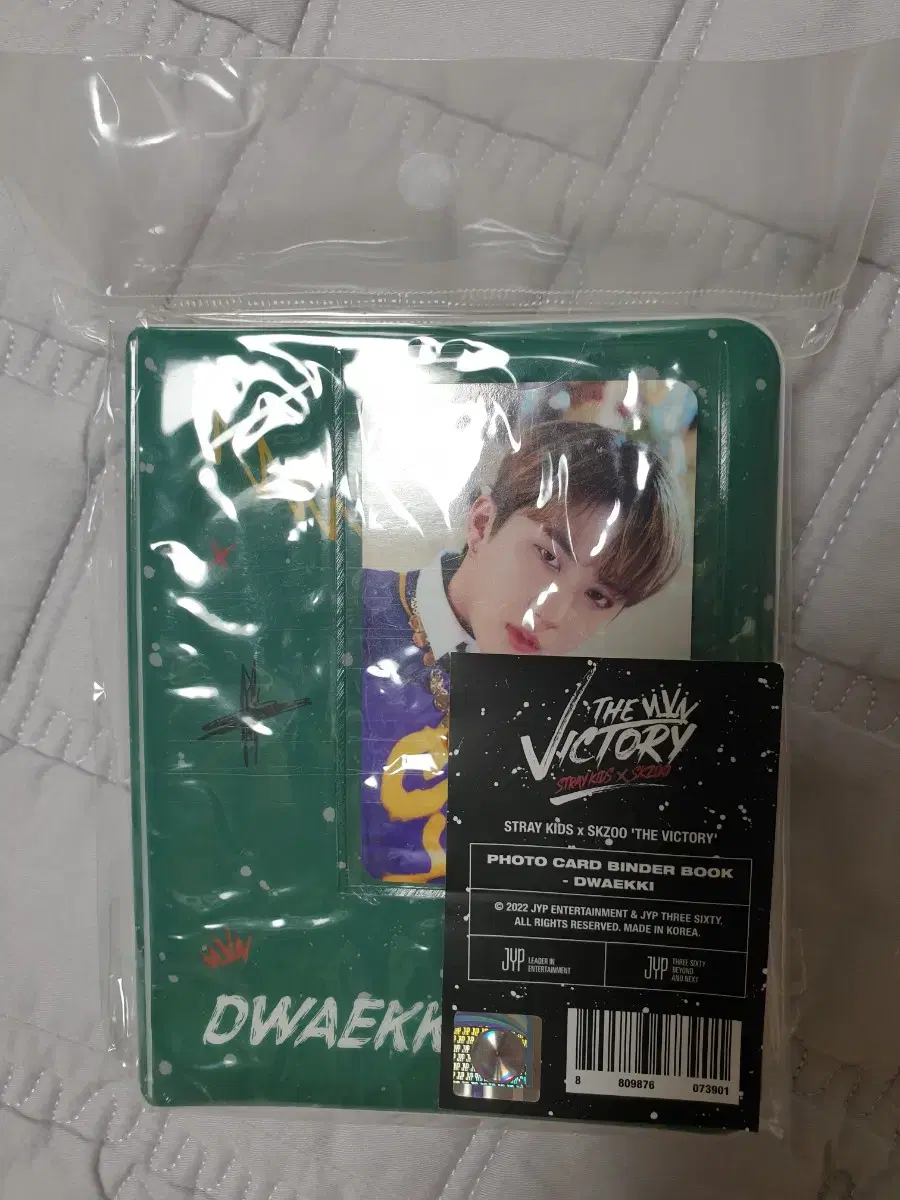 DWAEKK
THE
VICTORY
STRAY KIDS x SKZOO
STRAY KIDS x SKZOO 'THE VICTORY'
PHOTO CARD BINDER BOOK
- DWAEKKI
© 2022 JYP ENTERTAINMENT & JYP THREE SIXTY.
ALL RIGHTS RESERVED. MADE IN KOREA.
JYP LEADER IN
ENTERTAINMENT
JYP THREE SIXTY
BEYOND
AND NEXT
8 809876 073901